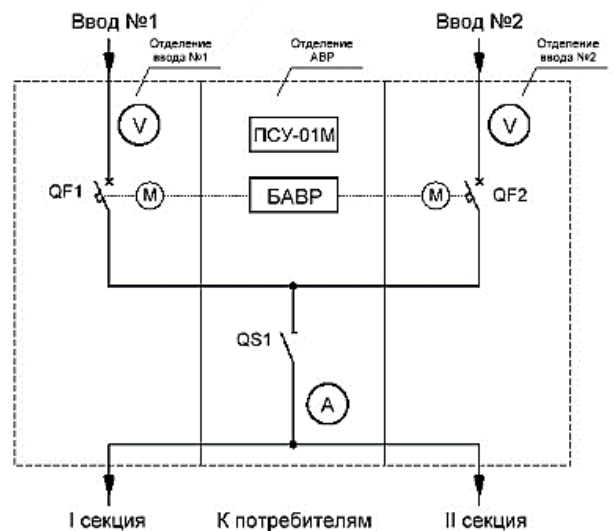 Ввод №1
Ввод №2
Отделение
ввода №1
Отделение
АВР
Отделение
ввода №2
V
V
ПСУ-01М
QF1
М
БАВР
М
QF2
QS1
А
I секция
К потребителям
II секция